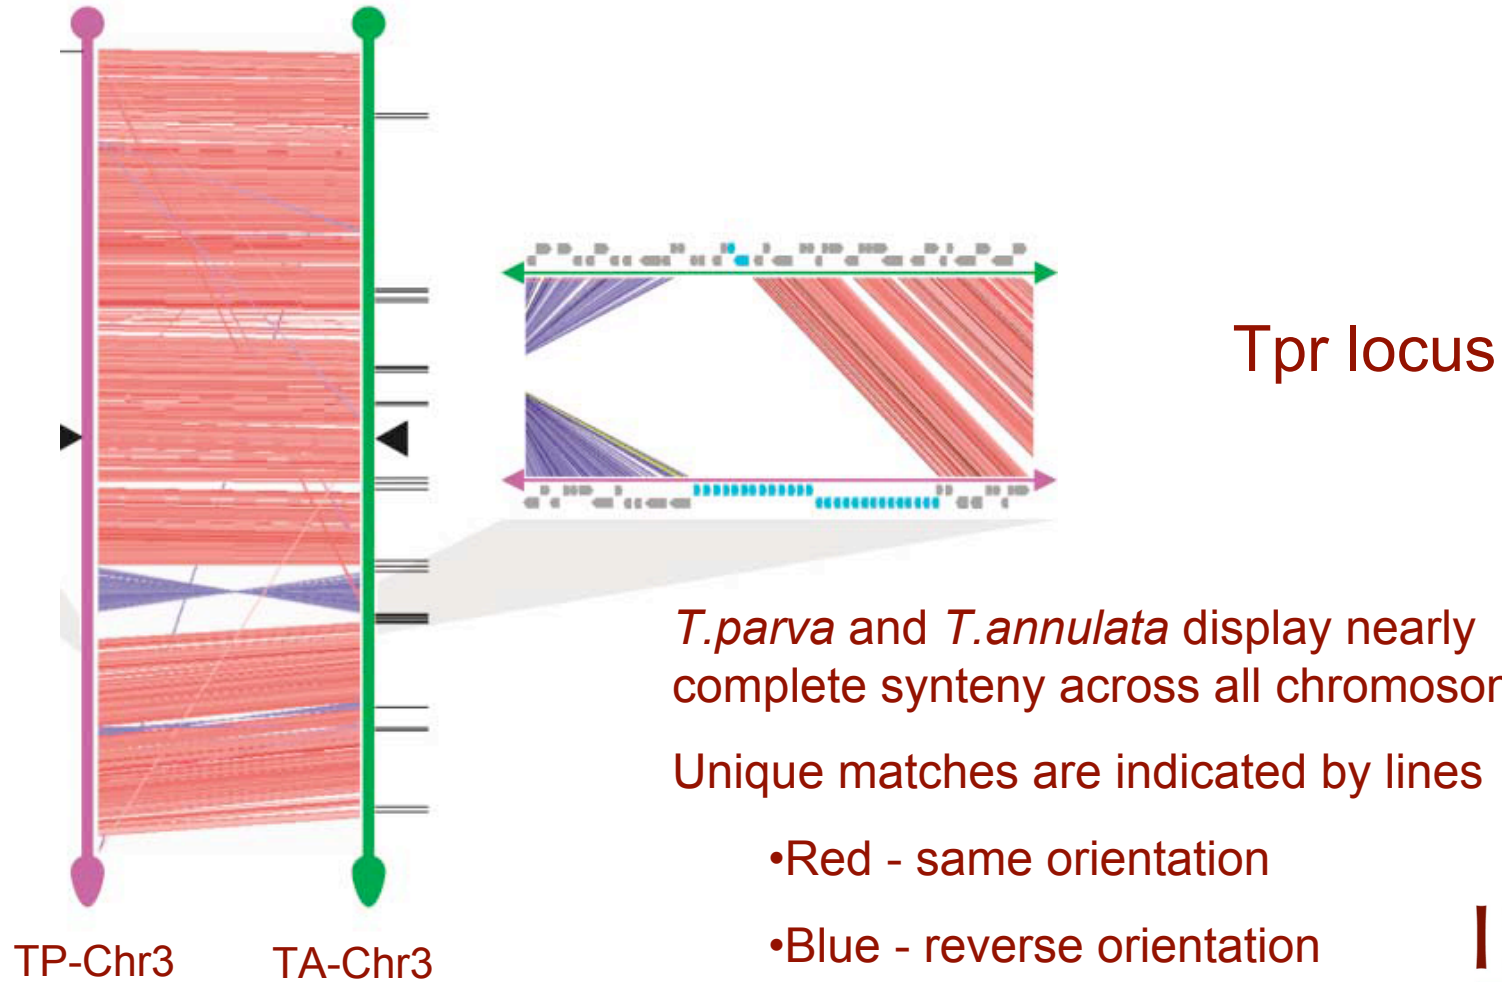 Tpr locus
T.parva and T.annulata display nearly
complete synteny across all
Unique matches are indicated by lines
•Red - same orientation
•Blue - reverse orientation
TP-Chr3
TA-Chr3